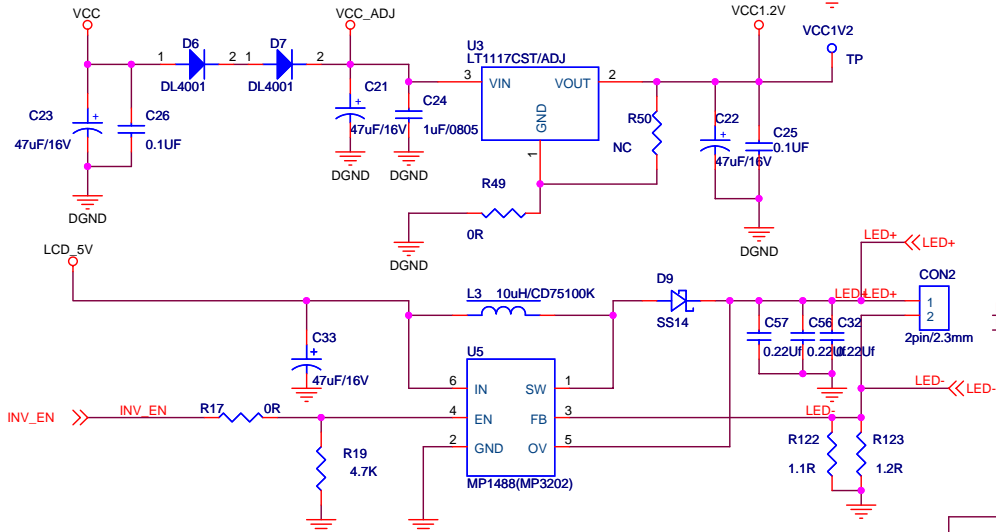 VCC
VCC_ADJ
VCC1.2V
VCC1V2
TP
D6
D7
1
2
1
2
DL4001
DL4001
U3
LT1117CST/ADJ
3
VIN
VOUT
2
GND
1
C23
47uF/16V
C26
0.1UF
C21
47uF/16V
C24
1uF/0805
R50
NC
C22
47uF/16V
C25
0.1UF
DGND
DGND
DGND
R49
0R
DGND
DGND
LCD_5V
LED+
LED+
L3
10uH/CD75100K
D9
SS14
LED+
LED+
CON2
1
2
2pin/2.3mm
C33
47uF/16V
C57
0.22Uf
C56
0.22Uf
C32
0.22Uf
U5
6
IN
SW
1
4
EN
FB
3
2
GND
OV
5
MP1488(MP3202)
INV_EN
INV_EN
R17
0R
R19
4.7K
LED-
LED-
LED-
R122
1.1R
R123
1.2R